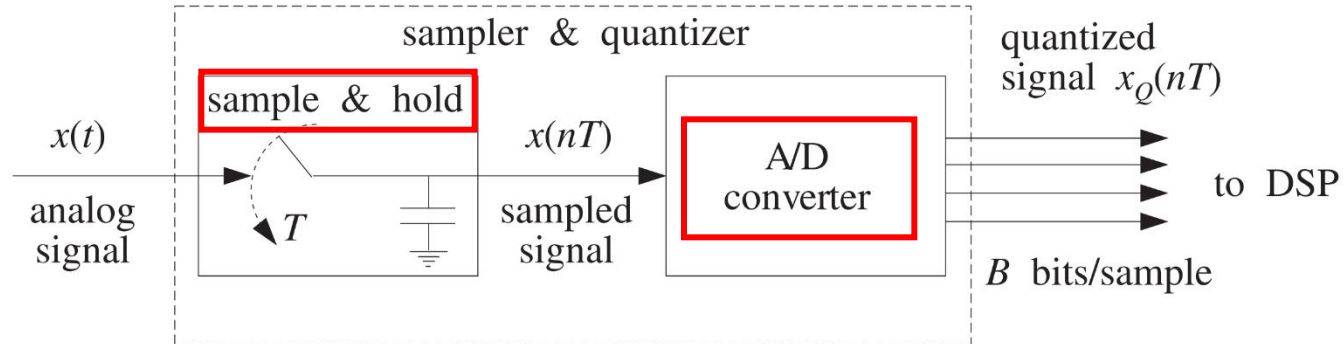 sampler & quantizer
sample & hold
x(t)
analog
signal
T
x(nT)
sampled
signal
A/D
converter
quantized
signal x_Q(nT)
to DSP
B bits/sample